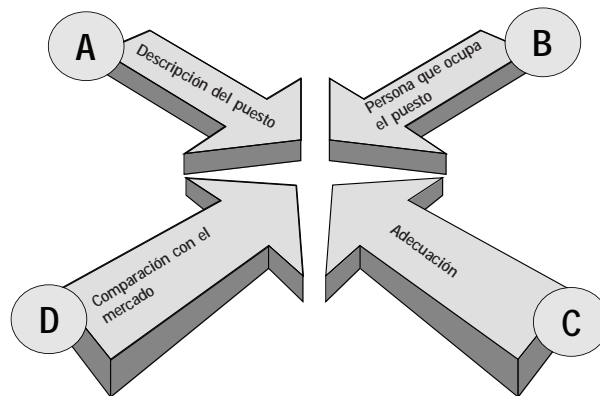 A
Descripción del puesto
B
Persona que ocupa
el puesto
D
Comparación con el
mercado
C
Adecuación